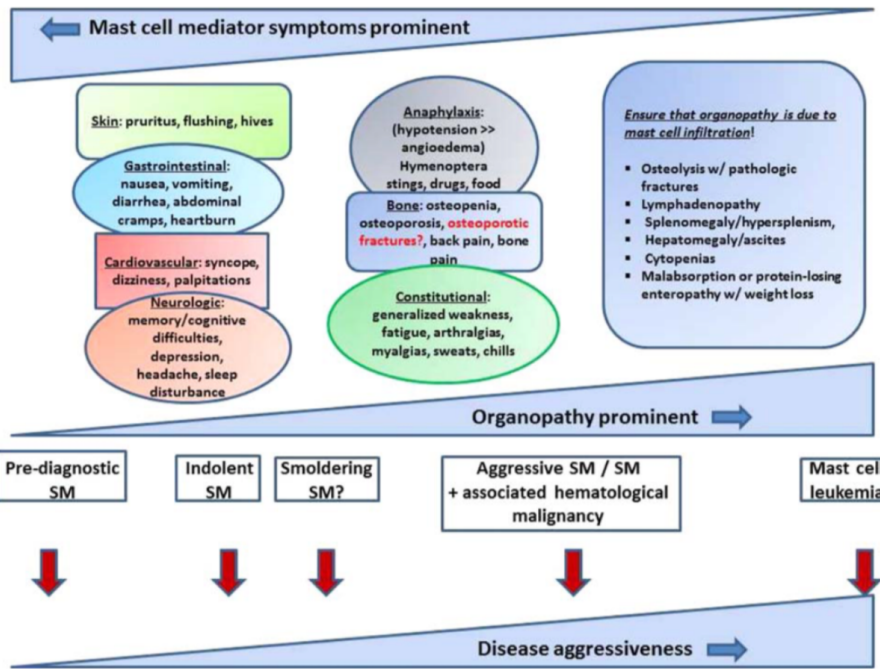 Mast cell mediator symptoms prominent
Skin: pruritus, flushing, hives
Gastrointestinal:
nausea, vomiting,
diarrhea, abdominal
cramps, heartburn
Cardiovascular: syncope,
dizziness, palpitations
Neurologic:
memory/cognitive
difficulties,
depression,
headache, sleep
disturbance
Anaphylaxis:
(hypotension >>
angioedema)
Hymenoptera
stings, drugs, food
Bone: osteopenia,
osteoporosis, osteoporotic
fractures?, back pain, bone
pain
Constitutional:
generalized weakness,
fatigue, arthralgias,
myalgias, sweats, chills
Ensure that organopathy is due to
mast cell infiltration!
▪ Osteolysis w/ pathologic
fractures
▪ Lymphadenopathy
▪ Splenomegaly/hypersplenism,
▪ Hepatomegaly/ascites
▪ Cytopenias
▪ Malabsorption or protein-losing
enteropathy w/ weight loss
Organopathy prominent
Pre-diagnostic
SM
Indolent
SM
Smoldering
SM?
Aggressive SM / SM
+ associated hematological
malignancy
Mast cell
leukemia
Disease aggressiveness